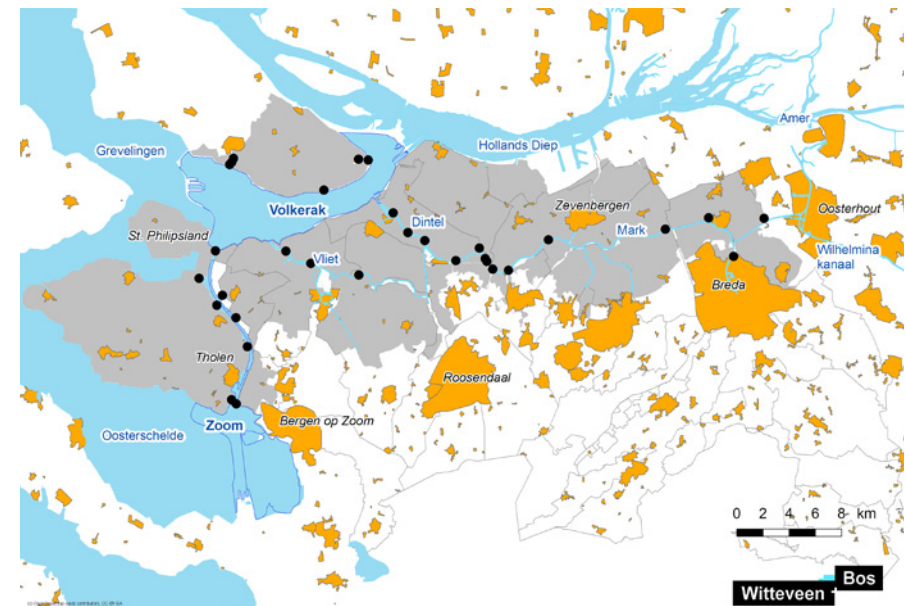 Grevelingen
Hollands Diep
Amer
Volkerak
Zevenbergen
Oosterhout
St. Philipsland
Dintel
Mark
Vliet
Wilhelmina
kanaal
Breda
Tholen
Roosendaal
Zoom
Bergen op Zoom
Oosterschelde
0 2 4 6 8 km
Witteveen +
Bos